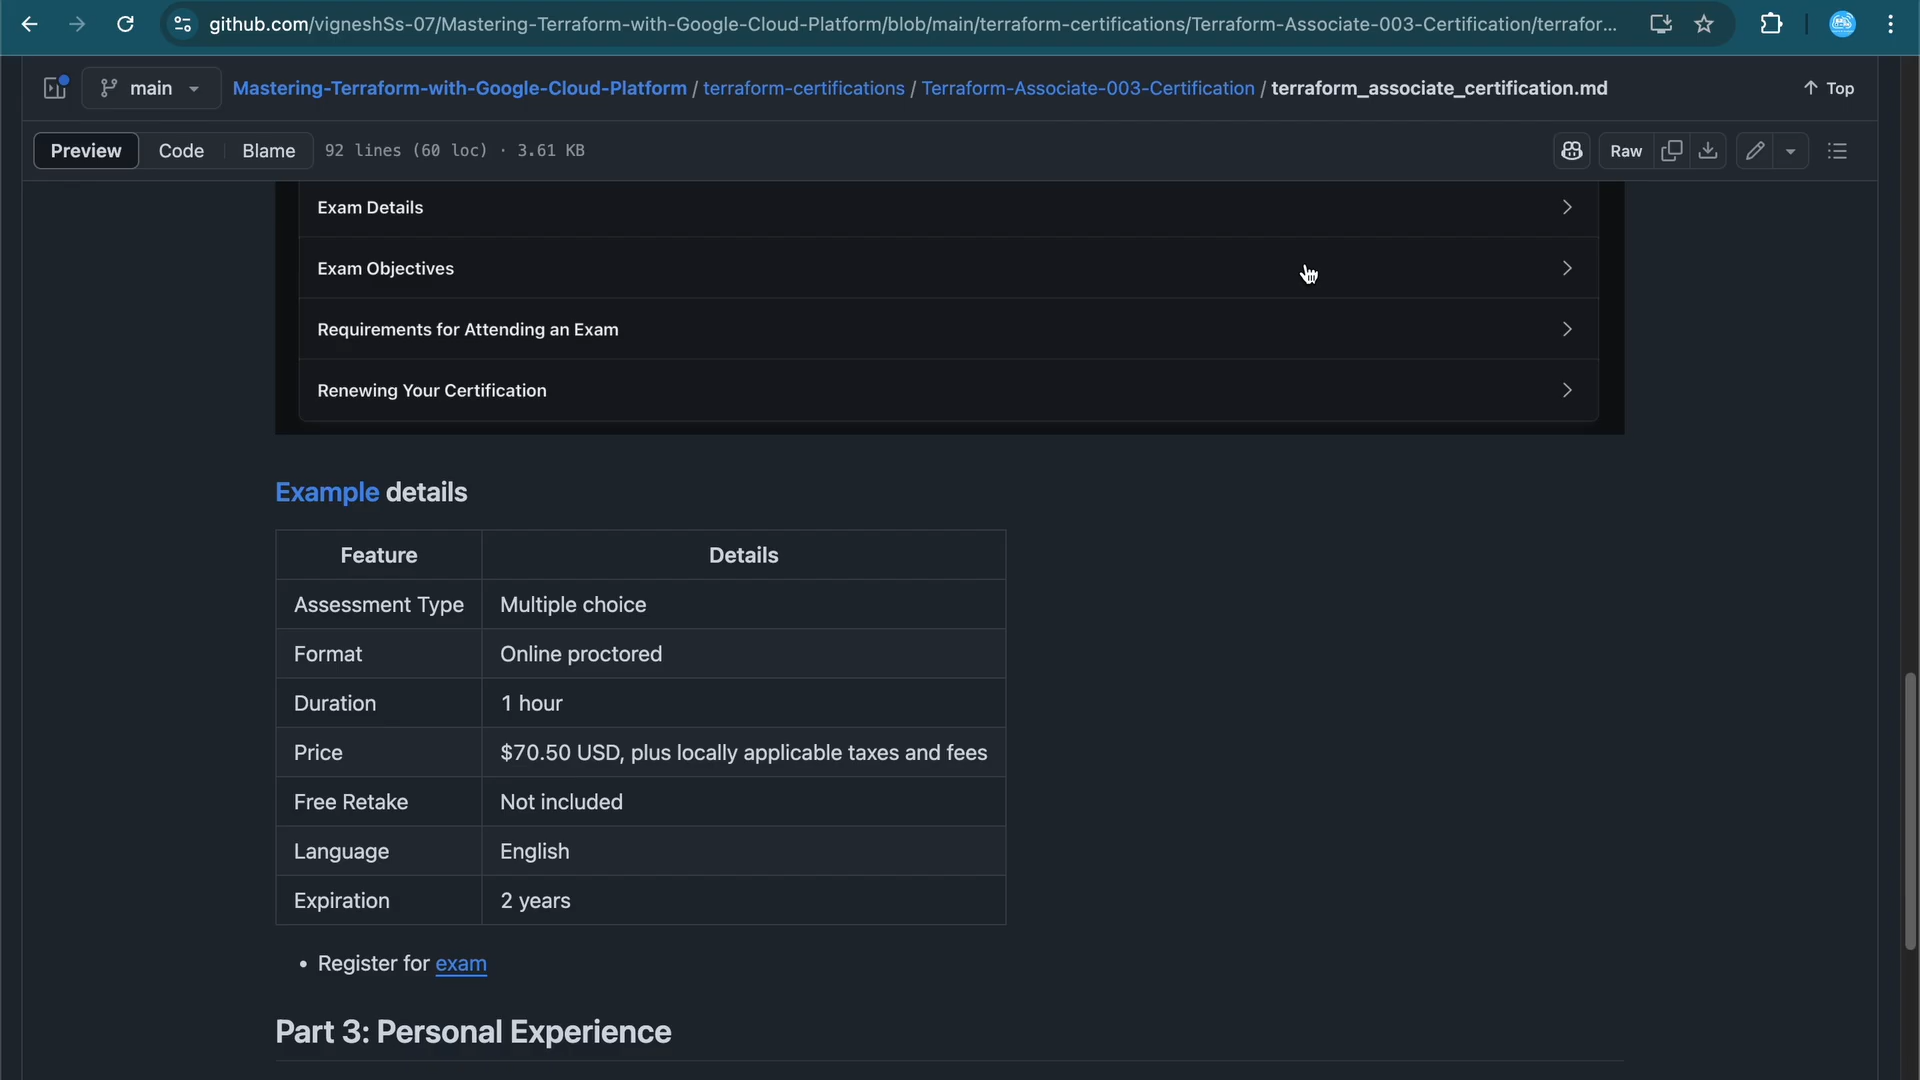 github.com/vigneshSs-07/Mastering-Terraform-with-Google-Cloud-Platform/blob/main/terraform-certifications/Terraform-Associate-003-Certification/terrafor...
main
Mastering-Terraform-with-Google-Cloud-Platform / terraform-certifications / Terraform-Associate-003-Certification / terraform_associate_certification.md
Top
Preview Code Blame 92 lines (60 loc) · 3.61 KB
Raw
Exam Details
Exam Objectives
Requirements for Attending an Exam
Renewing Your Certification
Example details
Feature Details
Assessment Type Multiple choice
Format Online proctored
Duration 1 hour
Price $70.50 USD, plus locally applicable taxes and fees
Free Retake Not included
Language English
Expiration 2 years
• Register for exam
Part 3: Personal Experience